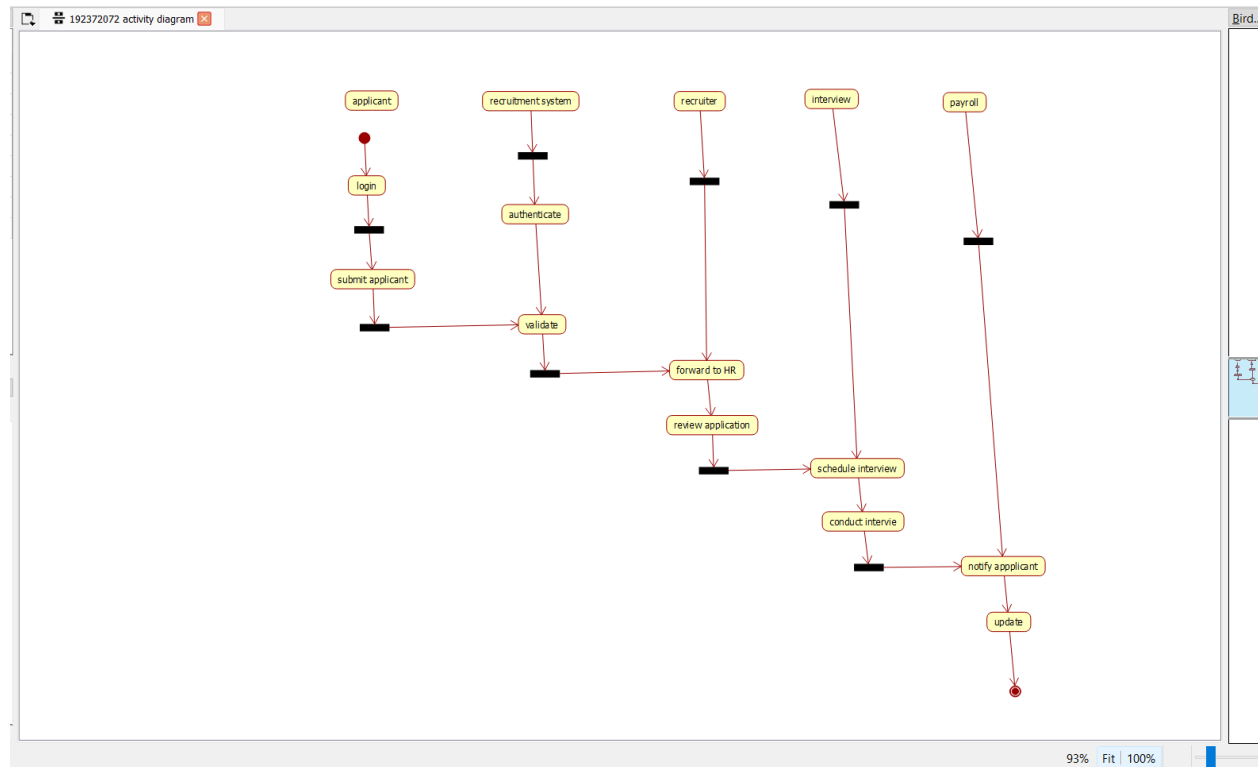 192372072 activity diagram
Bird..
applicant
recruitment system
recruiter
interview
payroll
login
authenticate
submit applicant
validate
forward to HR
review application
schedule interview
conduct intervie
notify appplicant
update
93% Fit 100%